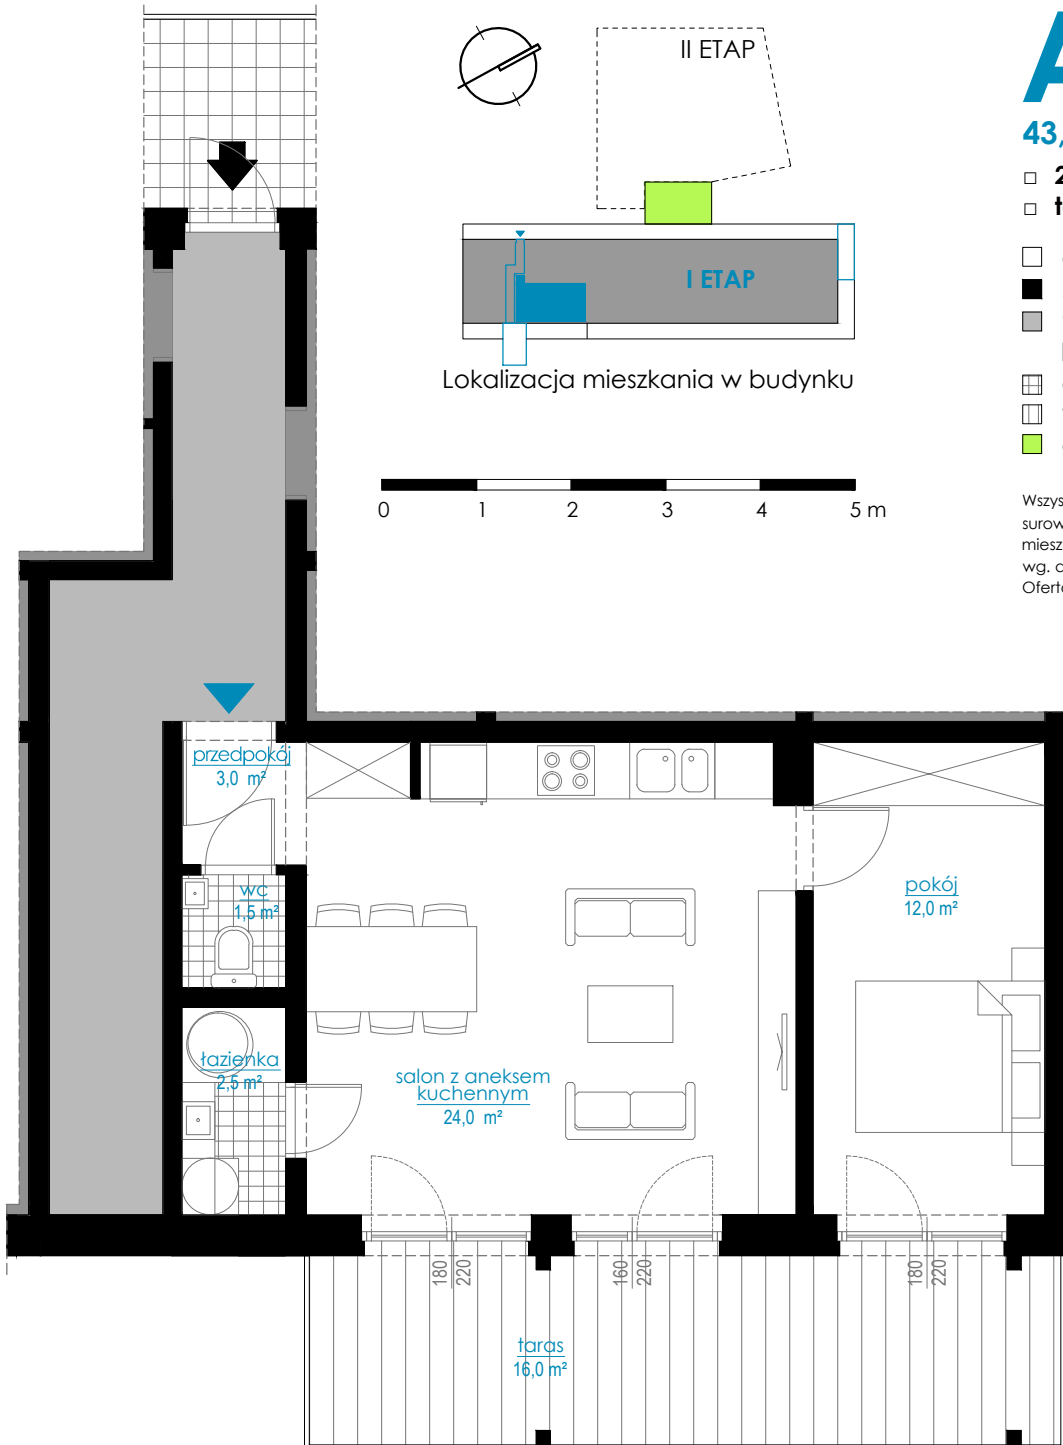 II ETAP
I ETAP
Lokalizacja mieszkania w budynku
0 1 2 3 4 5 m
A
43,
2
t
Wszys
surow
miesz
wg. d
Oferta
przedpokój
3,0 m²
wc
1,5 m²
łazienka
2,5 m²
salon z aneksem
kuchennym
24,0 m²
pokój
12,0 m²
180
220
160
220
180
220
taras
16,0 m²